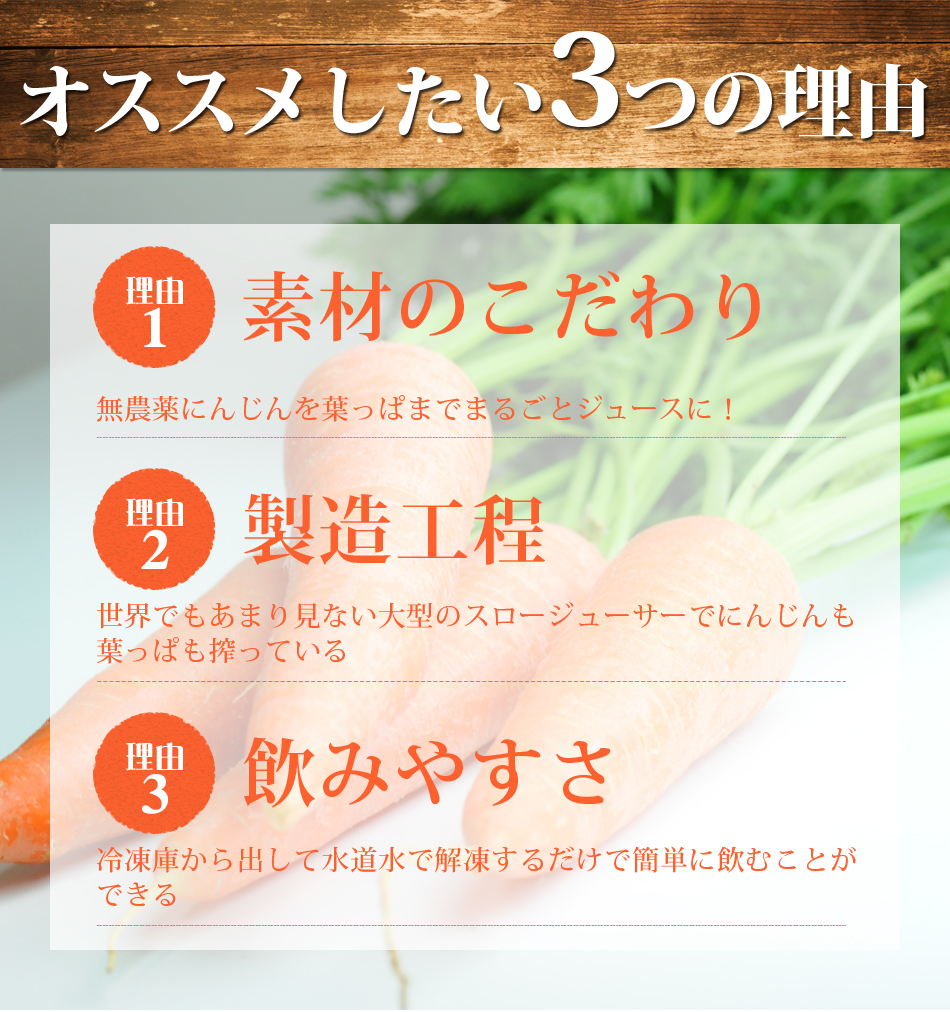 オススメしたい3つの理由
理由
1
素材のこだわり
無農薬にんじんを葉っぱまでまるごとジュースに！
理由
2
製造工程
世界でもあまり見ない大型のスロージューサーでにんじんも
葉っぱも搾っている
理由
3
飲みやすさ
冷凍庫から出して水道水で解凍するだけで簡単に飲むことが
できる